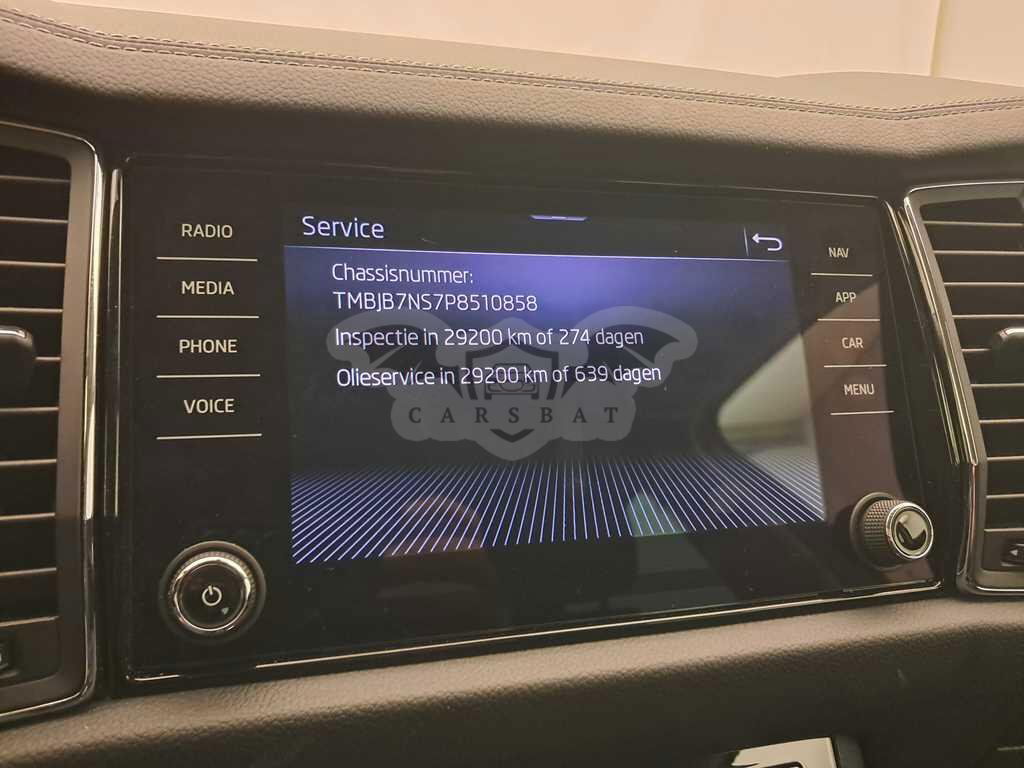 RADIO
MEDIA
PHONE
VOICE
Service
Chassisnummer:
TMBJB7NS7P8510858
Inspectie in 29200 km of 274 dagen
Olieservice in 29200 km of 639 dagen
CARSBAT
NAV
APP
CAR
MENU